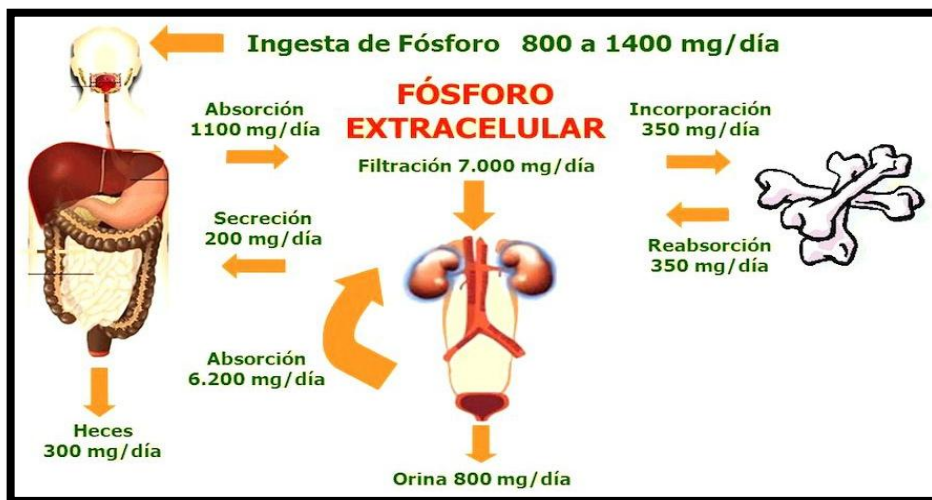 Ingesta de Fósforo 800 a 1400 mg/día
FÓSFORO
EXTRACELULAR
Absorción
1100 mg/día
Filtración 7.000 mg/día
Incorporación
350 mg/día
Secreción
200 mg/día
Reabsorción
350 mg/día
Absorción
6.200 mg/día
Heces
300 mg/día
Orina 800 mg/día